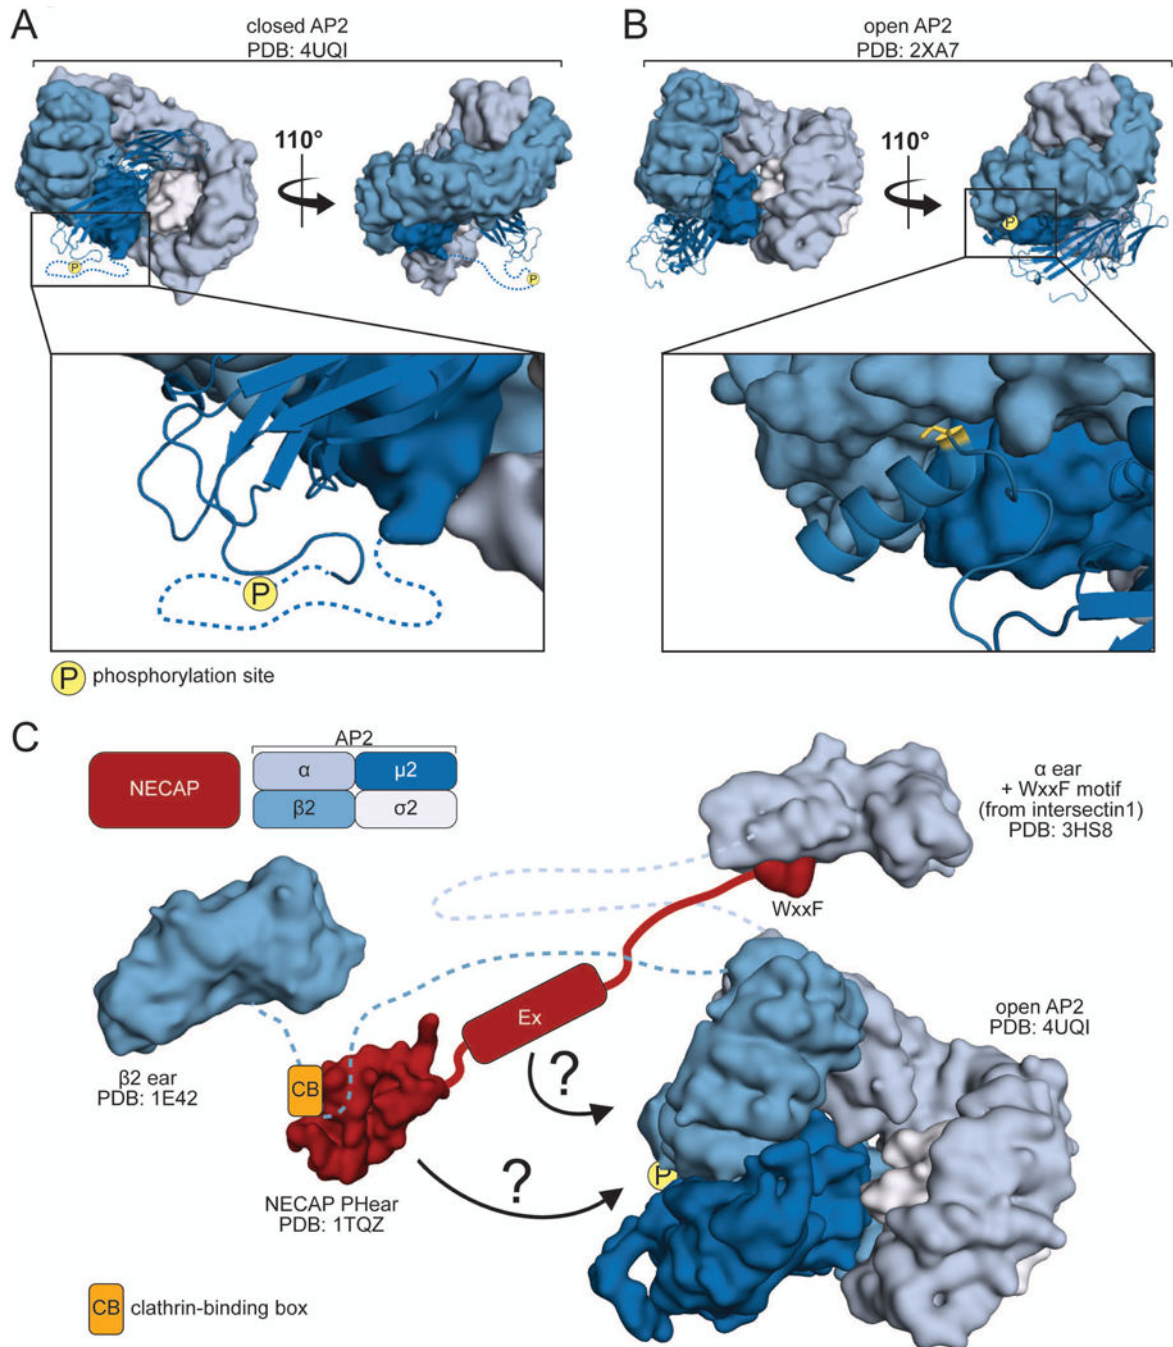 A
closed AP2
PDB: 4UQI
110°
P
P
B
open AP2
PDB: 2XA7
110°
P
P
P phosphorylation site
C
AP2
NECAP
α
μ2
β2
σ2
α ear
+ WxxF motif
(from intersectin1)
PDB: 3HS8
WxxF
Ex
open AP2
PDB: 4UQI
?
β2 ear
PDB: 1E42
CB
?
P
NECAP PHear
PDB: 1TQZ
CB clathrin-binding box